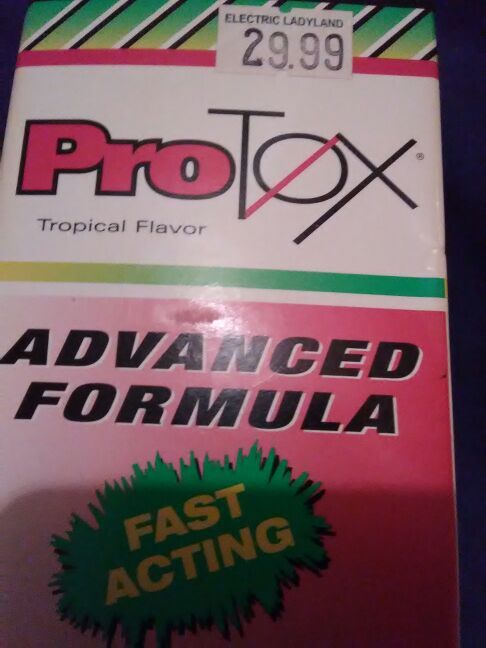 ELECTRIC LADYLAND
29.99
ProTox®
Tropical Flavor
ADVANCED
FORMULA
FAST
ACTING